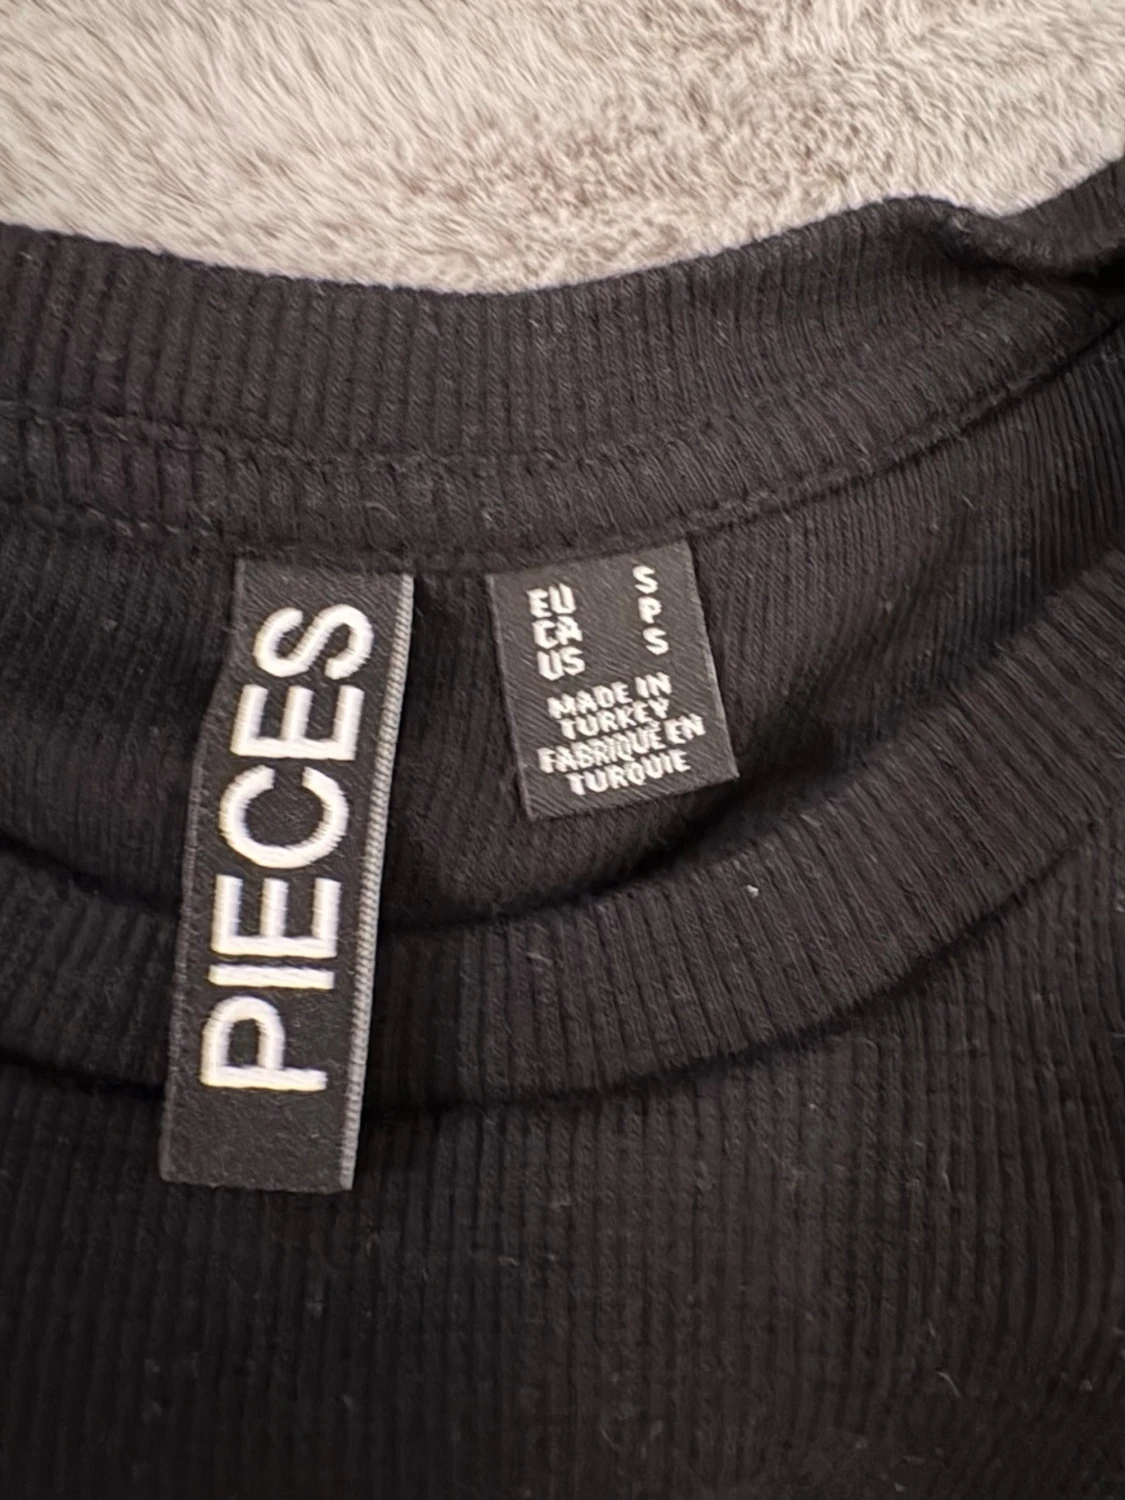 PIECES
EU S
CA P
US S
MADE IN
TURKEY
FABRIQUE EN
TURQUIE